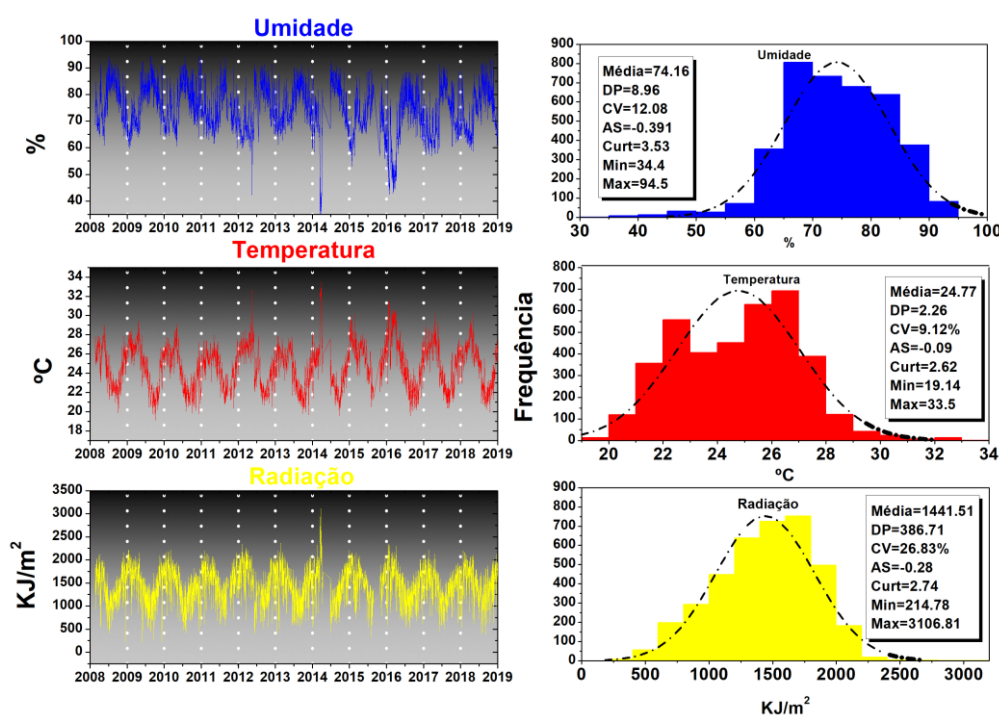 Umidade
100
90
80
70
60
50
40
%
2008 2009 2010 2011 2012 2013 2014 2015 2016 2017 2018 2019
Temperatura
34
32
30
28
26
24
22
20
18
ºC
2008 2009 2010 2011 2012 2013 2014 2015 2016 2017 2018 2019
Radiação
3500
3000
2500
2000
1500
1000
500
0
KJ/m²
2008 2009 2010 2011 2012 2013 2014 2015 2016 2017 2018 2019
Frequência
900
800
700
600
500
400
300
200
100
0
Umidade
Média=74.16
DP=8.96
CV=12.08
AS=-0.391
Curt=3.53
Min=34.4
Max=94.5
30 40 50 60 70 80 90 100
%
800
700
600
500
400
300
200
100
0
Temperatura
Média=24.77
DP=2.26
CV=9.12%
AS=-0.09
Curt=2.62
Min=19.14
Max=33.5
20 22 24 26 28 30 32 34
ºC
900
800
700
600
500
400
300
200
100
0
Radiação
Média=1441.51
DP=386.71
CV=26.83%
AS=-0.28
Curt=2.74
Min=214.78
Max=3106.81
0 500 1000 1500 2000 2500 3000
KJ/m²